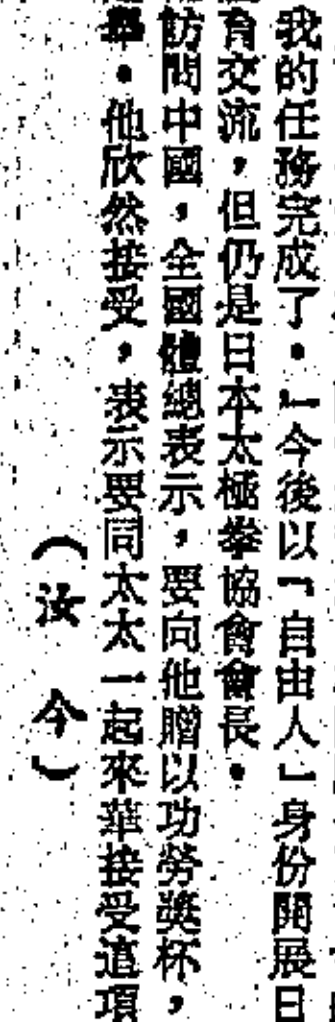 我的任務完成了。」今後以「自由人」身份開展日
育交流,但仍是日本太極拳協會會長。
訪問中國,全國體總表示,要向他贈以功勞獎杯,
舉。他欣然接受,表示要同太太一起來華接受這項
(汝 今)